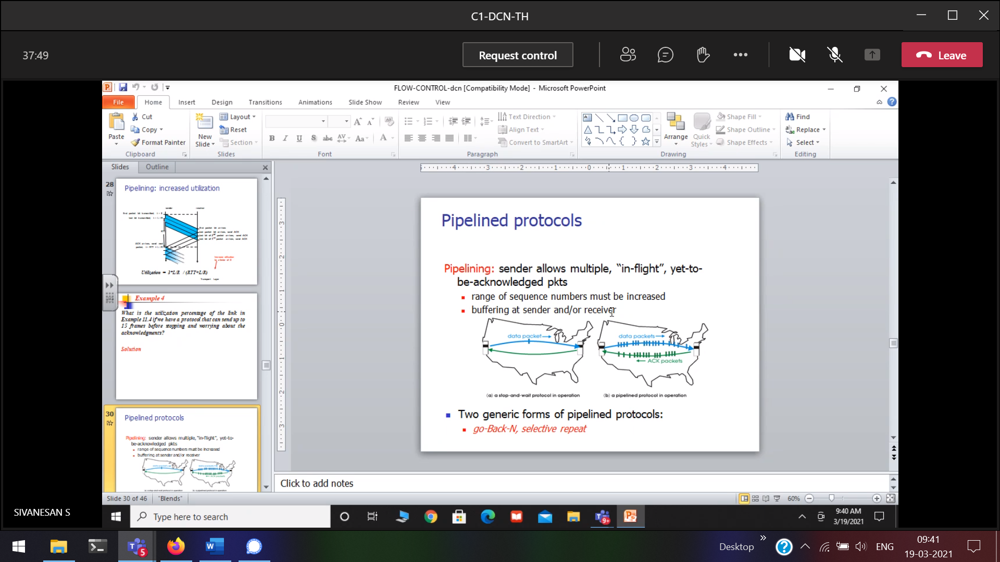 C1-DCN-TH
37:49
Request control
Leave
FLOW-CONTROL-dcn [Compatibility Mode] - Microsoft PowerPoint
File Home Insert Design Transitions Animations Slide Show Review View
Paste
Cut
Copy
Format Painter
Clipboard
New
Slide
Layout
Reset
Section
Slides
Font
Text Direction
Align Text
Convert to SmartArt
Paragraph
Arrange
Quick
Styles
Shape Fill
Shape Outline
Shape Effects
Drawing
Find
Replace
Select
Editing
Slides Outline
28
Pipelining: increased utilization
sender receiver
Utilization = 3*L/R / (RTT+L/R)
Transport Layer
Example 4
What is the utilization percentage of the link in
Example 11.4 if we have a protocol that can send up to
15 frames before stopping and worrying about the
acknowledgments?
Solution
30
Pipelined protocols
Pipelining: sender allows multiple, "in-flight", yet-to-
be-acknowledged pkts
range of sequence numbers must be increased
buffering at sender and/or receiver
Pipelined protocols
Pipelining: sender allows multiple, "in-flight", yet-to-
be-acknowledged pkts
range of sequence numbers must be increased
buffering at sender and/or receiver
data packet
data packets
ACK packets
(a) a stop-and-wait protocol in operation
(b) a pipelined protocol in operation
Two generic forms of pipelined protocols:
go-Back-N, selective repeat
Click to add notes
Slide 30 of 46 "Blends" 60%
SIVANESAN S
Type here to search
9+
9:40 AM
3/19/2021
5
Desktop
ENG
09:41
19-03-2021